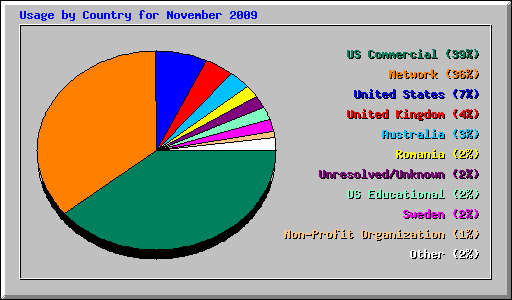 Usage by Country for November 2009
US Commercial (39%)
Network (36%)
United States (7%)
United Kingdom (4%)
Australia (3%)
Romania (2%)
Unresolved/Unknown (2%)
US Educational (2%)
Sweden (2%)
Non-Profit Organization (1%)
Other (2%)